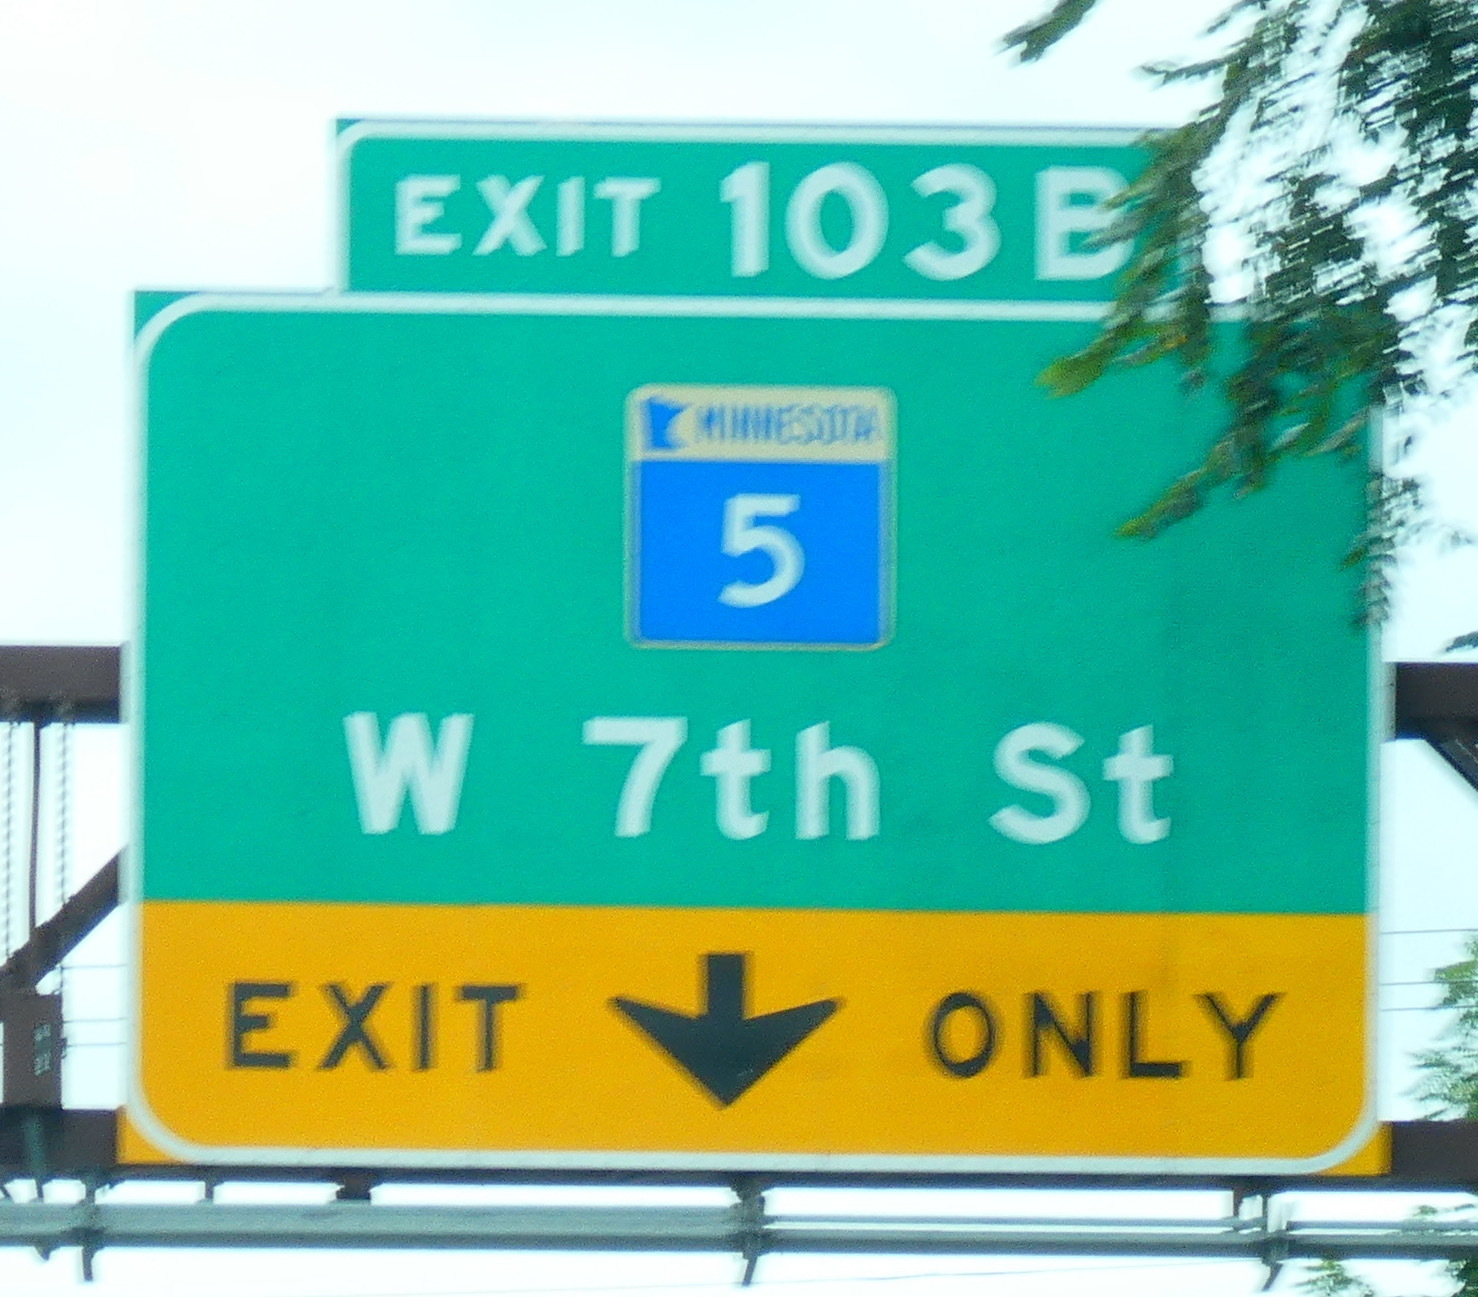 EXIT 103B
MINNESOTA
5
W 7th St
EXIT ONLY